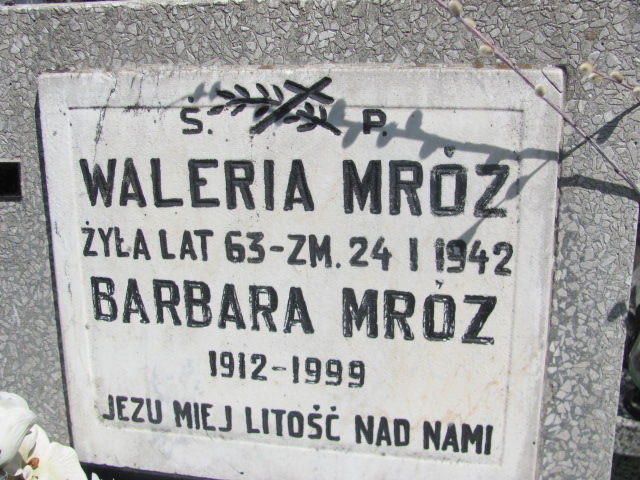 Ś. P.
WALERIA MRÓZ
ŻYŁA LAT 63-ZM. 24 I 1942
BARBARA MRÓZ
1912-1999
JEZU MIEJ LITOŚĆ NAD NAMI